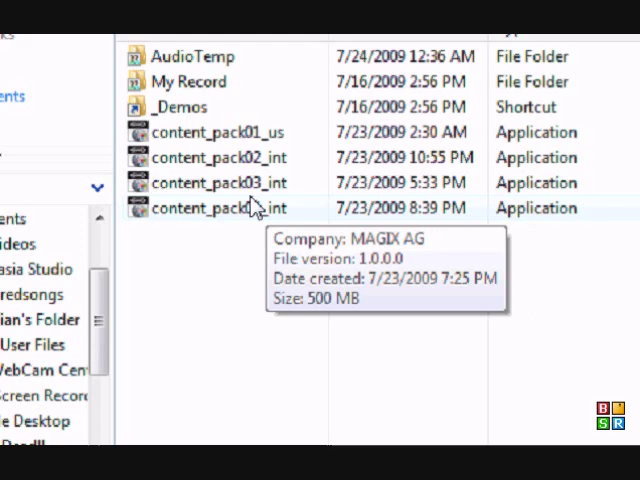 AudioTemp 7/24/2009 12:36 AM File Folder
My Record 7/16/2009 2:56 PM File Folder
_Demos 7/16/2009 2:56 PM Shortcut
content_pack01_us 7/23/2009 2:30 AM Application
content_pack02_int 7/23/2009 10:55 PM Application
content_pack03_int 7/23/2009 5:33 PM Application
7/23/2009 8:39 PM Application
Company: MAGIX AG
File version: 1.0.0.0
Date created: 7/23/2009 7:25 PM
Size: 500 MB
ents
ents
ideos
asia Studio
redsongs
ian's Folder
User Files
WebCam Cent
Screen Record
le Desktop
B
S R